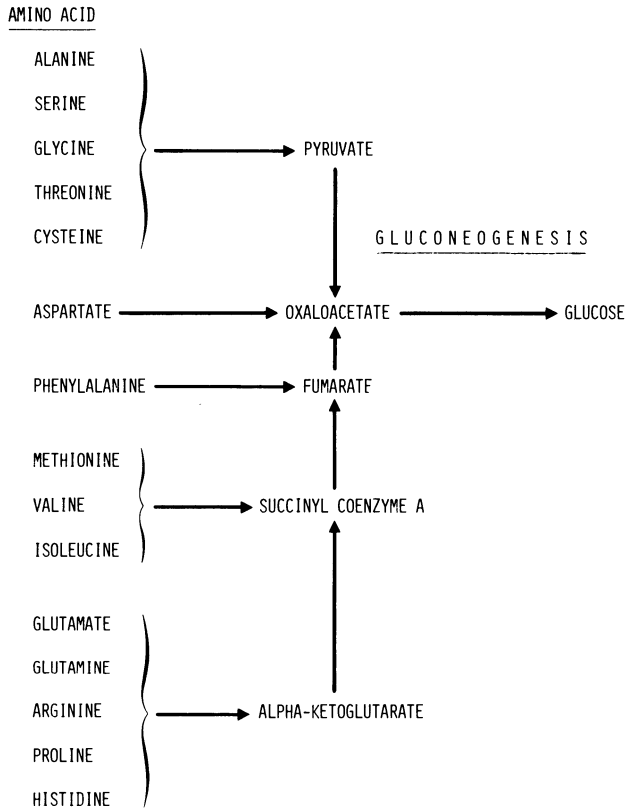 AMINO ACID
ALANINE
SERINE
GLYCINE
THREONINE
CYSTEINE
PYRUVATE
GLUCONEOGENESIS
ASPARTATE
OXALOACETATE
GLUCOSE
PHENYLALANINE
FUMARATE
METHIONINE
VALINE
ISOLEUCINE
SUCCINYL COENZYME A
GLUTAMATE
GLUTAMINE
ARGININE
PROLINE
HISTIDINE
ALPHA-KETOGLUTARATE